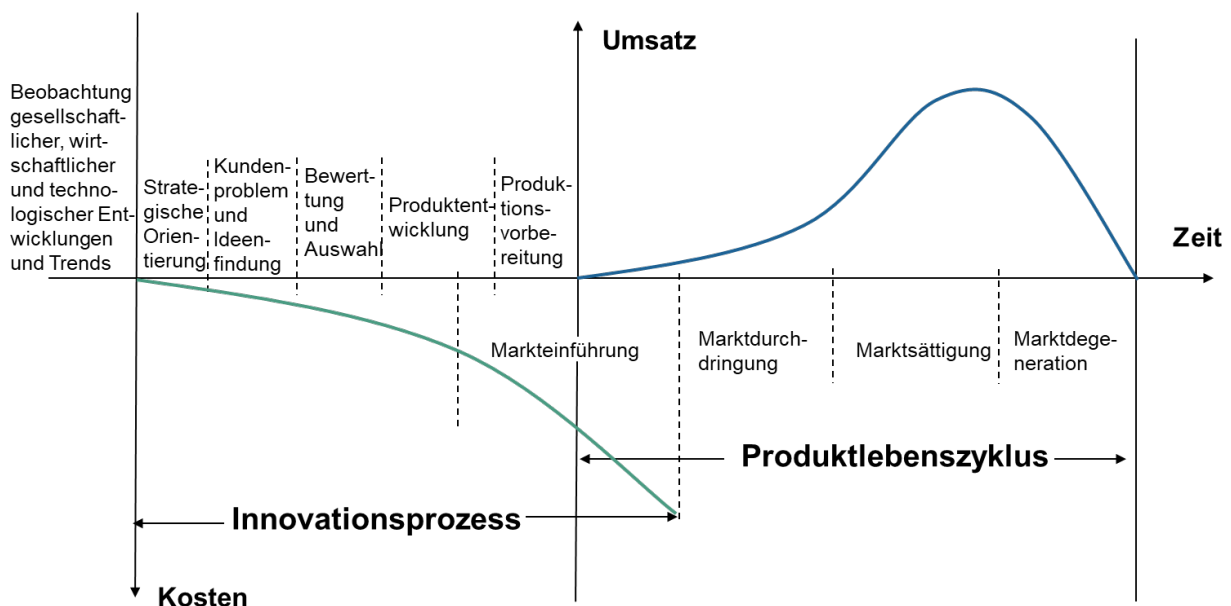 Umsatz
Beobachtung
gesellschaft-
licher, wirt-
schaftlicher
und techno-
logischer Ent-
wicklungen
und Trends
Strate-
gische
Orien-
tierung
Kunden-
problem
und
Ideen-
findung
Bewert-
tung
und
Auswahl
Produktent-
wicklung
Produk-
tions-
vorbe-
reitung
Zeit
Markteinführung
Marktdurch-
dringung
Marktsättigung
Marktdege-
neration
Produktlebenszyklus
Innovationsprozess
Kosten